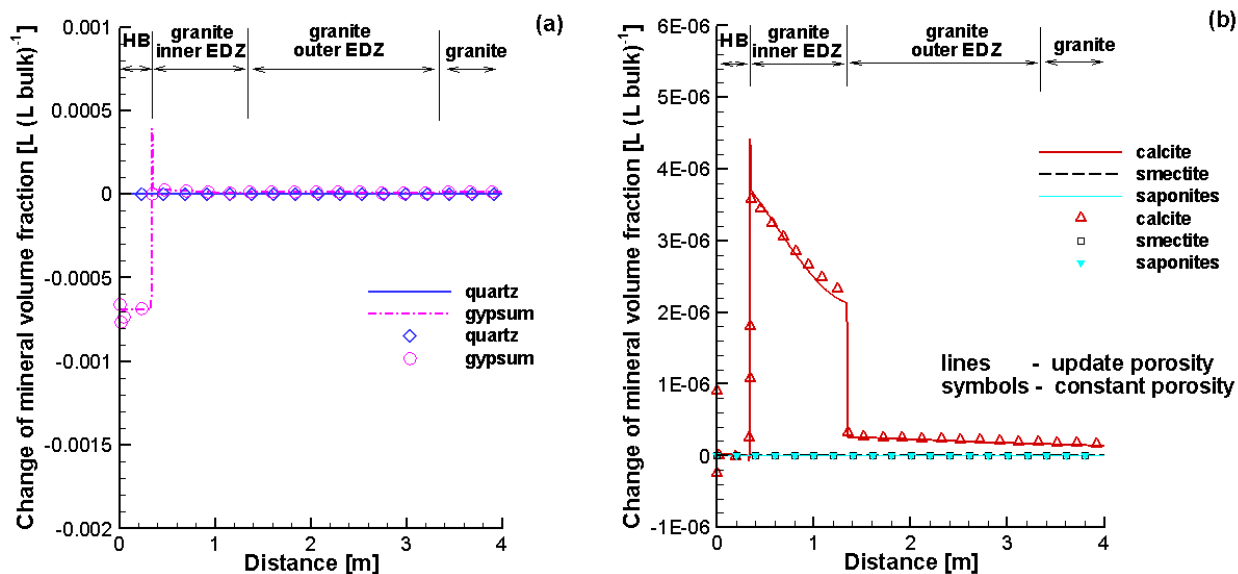 (a)
HB
granite
inner EDZ
granite
outer EDZ
granite
Change of mineral volume fraction [L (L bulk)⁻¹]
0.001
0.0005
0
-0.0005
-0.001
-0.0015
-0.002
quartz
gypsum
quartz
gypsum
0 1 2 3 4
Distance [m]
(b)
HB
granite
inner EDZ
granite
outer EDZ
granite
Change of mineral volume fraction [L (L bulk)⁻¹]
6E-06
5E-06
4E-06
3E-06
2E-06
1E-06
0
-1E-06
calcite
smectite
saponites
calcite
smectite
saponites
lines - update porosity
symbols - constant porosity
0 1 2 3 4
Distance [m]